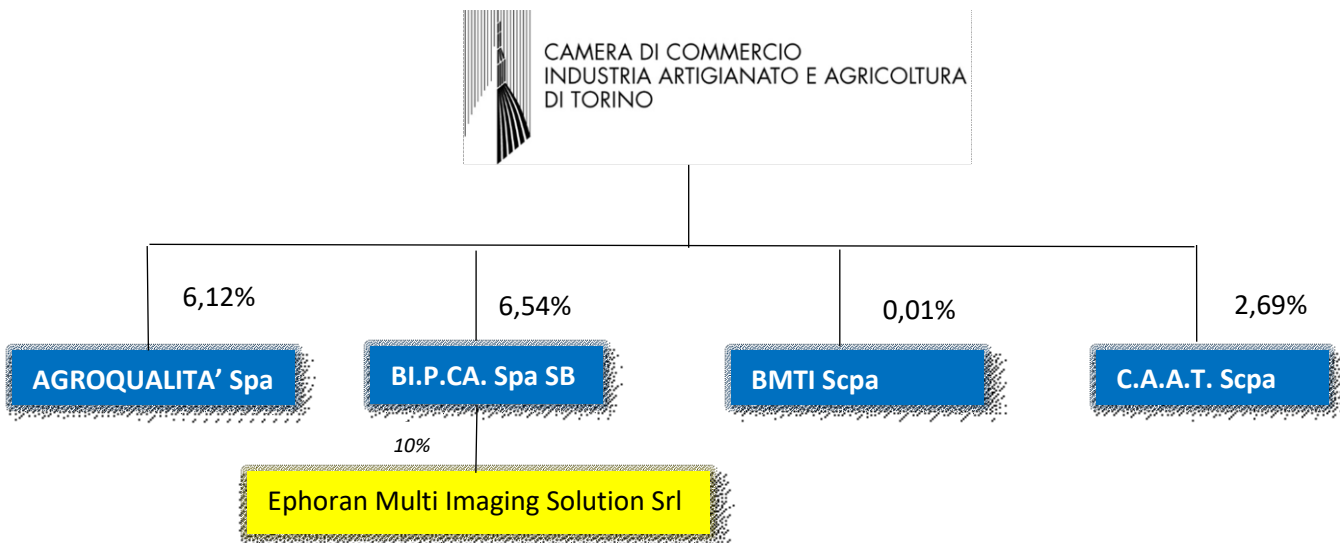 CAMERA DI COMMERCIO
INDUSTRIA ARTIGIANATO E AGRICOLTURA
DI TORINO
6,12%
6,54%
0,01%
2,69%
AGROQUALITA’ Spa
BI.P.CA. Spa SB
BMTI Scpa
C.A.A.T. Scpa
10%
Ephoran Multi Imaging Solution Srl